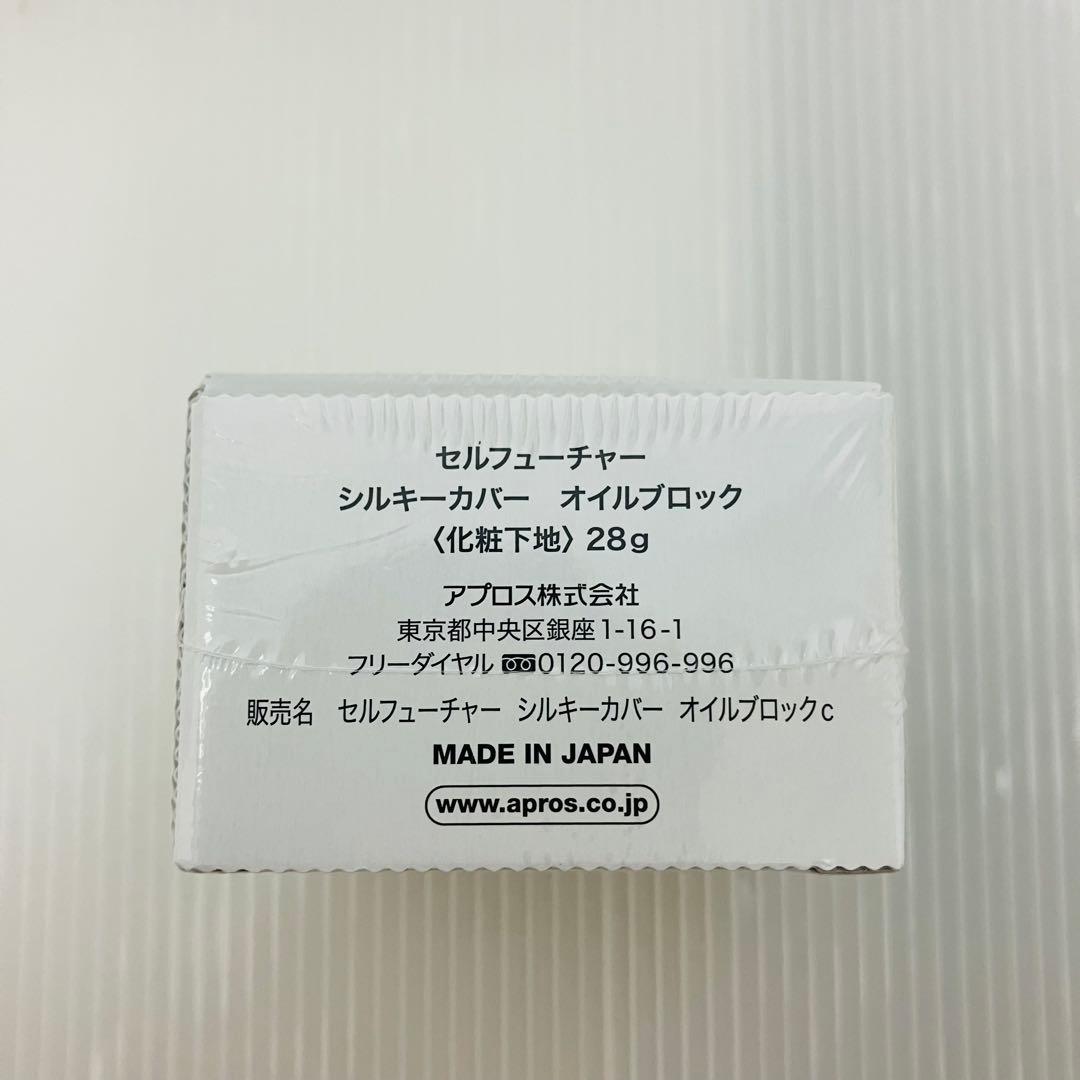 セルフューチャー
シルキーカバー　オイルブロック
〈化粧下地〉28g
アプロス株式会社
東京都中央区銀座1-16-1
フリーダイヤル 0120-996-996
販売名　セルフューチャー　シルキーカバー　オイルブロックc
MADE IN JAPAN
www.apros.co.jp